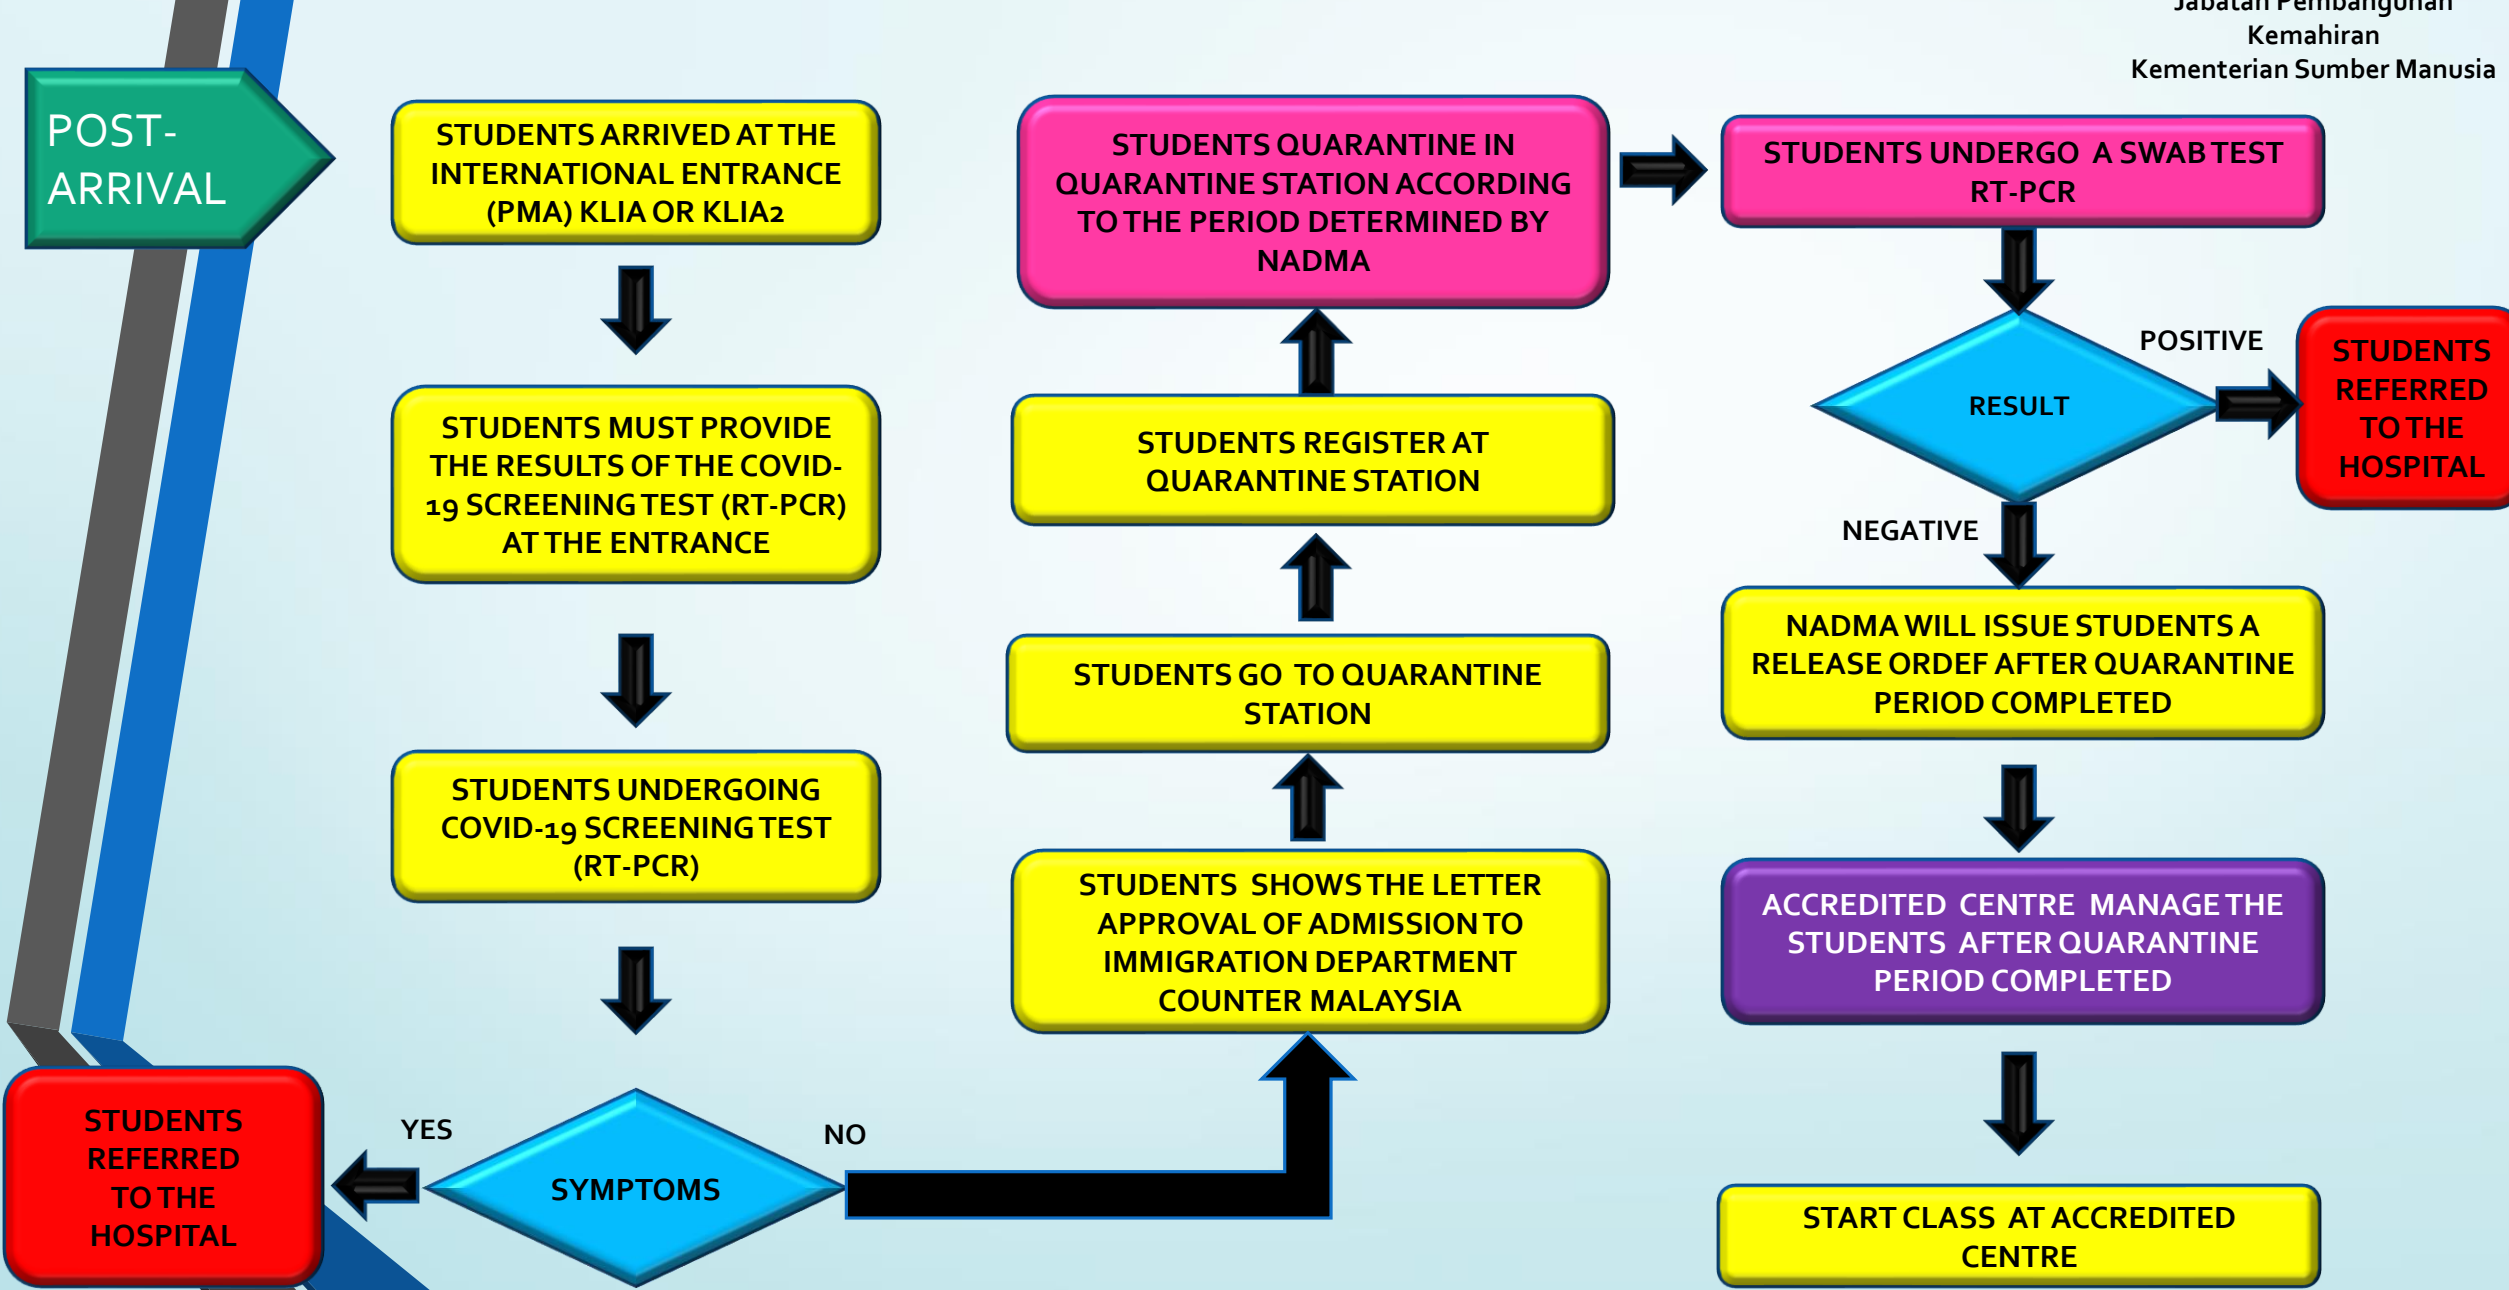 Jabatan Pembangunan
Kemahiran
Kementerian Sumber Manusia
POST-
ARRIVAL
STUDENTS ARRIVED AT THE
INTERNATIONAL ENTRANCE
(PMA) KLIA OR KLIA2
STUDENTS MUST PROVIDE
THE RESULTS OF THE COVID-
19 SCREENING TEST (RT-PCR)
AT THE ENTRANCE
STUDENTS UNDERGOING
COVID-19 SCREENING TEST
(RT-PCR)
SYMPTOMS
YES
STUDENTS
REFERRED
TO THE
HOSPITAL
NO
STUDENTS SHOWS THE LETTER
APPROVAL OF ADMISSION TO
IMMIGRATION DEPARTMENT
COUNTER MALAYSIA
STUDENTS GO TO QUARANTINE
STATION
STUDENTS REGISTER AT
QUARANTINE STATION
STUDENTS QUARANTINE IN
QUARANTINE STATION ACCORDING
TO THE PERIOD DETERMINED BY
NADMA
STUDENTS UNDERGO A SWAB TEST
RT-PCR
RESULT
POSITIVE
STUDENTS
REFERRED
TO THE
HOSPITAL
NEGATIVE
NADMA WILL ISSUE STUDENTS A
RELEASE ORDEF AFTER QUARANTINE
PERIOD COMPLETED
ACCREDITED CENTRE MANAGE THE
STUDENTS AFTER QUARANTINE
PERIOD COMPLETED
START CLASS AT ACCREDITED
CENTRE